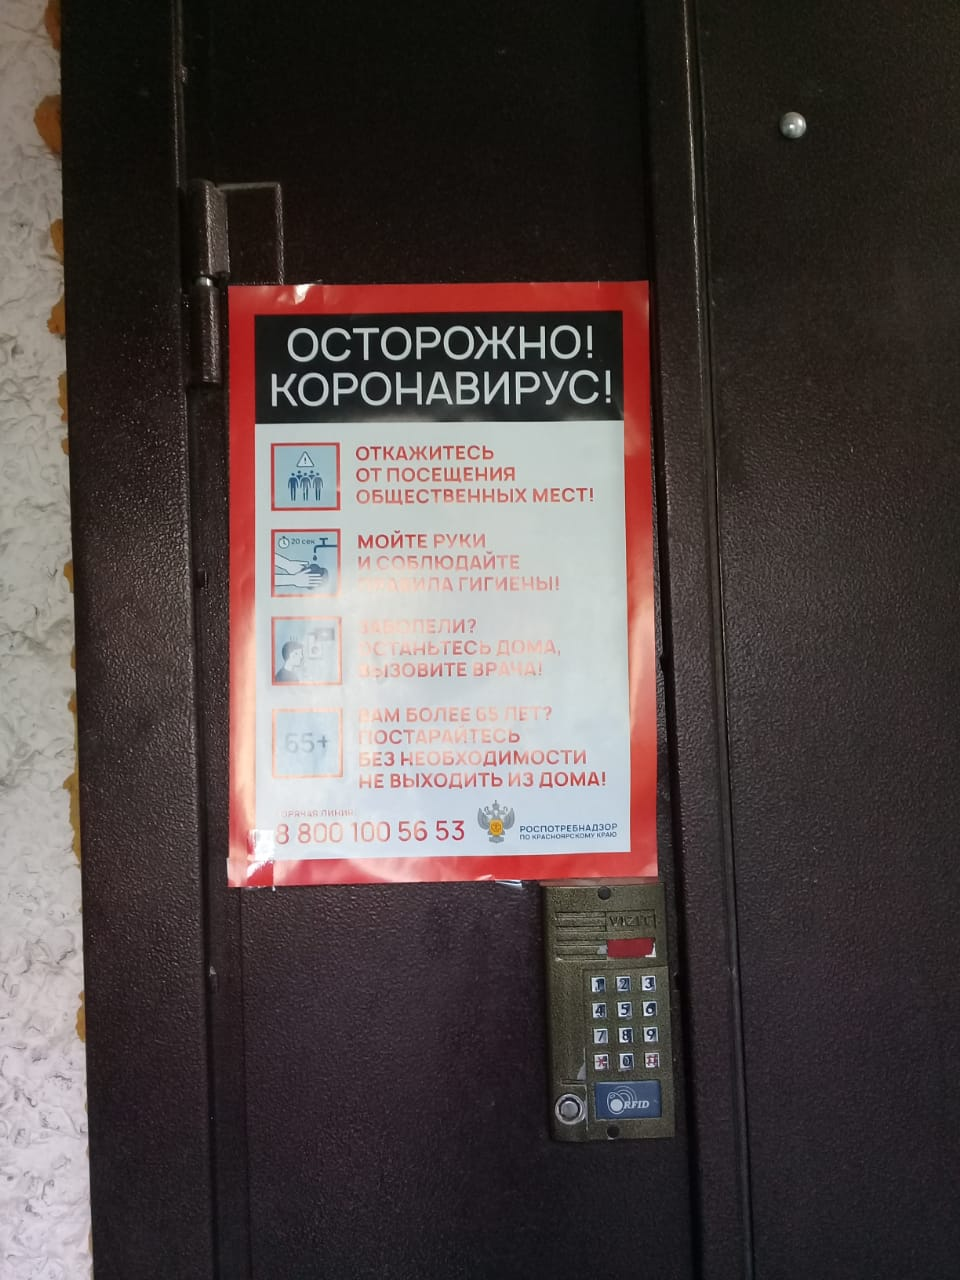 ОСТОРОЖНО!
КОРОНАВИРУС!
ОТКАЖИТЕСЬ
ОТ ПОСЕЩЕНИЯ
ОБЩЕСТВЕННЫХ МЕСТ!
20 сек
МОЙТЕ РУКИ
И СОБЛЮДАЙТЕ
ПРАВИЛА ГИГИЕНЫ!
ЗАБОЛЕЛИ?
ОСТАНЬТЕСЬ ДОМА,
ВЫЗОВИТЕ ВРАЧА!
65+
ВАМ БОЛЕЕ 65 ЛЕТ?
ПОСТАРАЙТЕСЬ
БЕЗ НЕОБХОДИМОСТИ
НЕ ВЫХОДИТЬ ИЗ ДОМА!
ГОРЯЧАЯ ЛИНИЯ:
8 800 100 56 53
РОСПОТРЕБНАДЗОР
ПО КРАСНОЯРСКОМУ КРАЮ
VIZIT
1 2 3
4 5 6
7 8 9
* 0 #
RFID